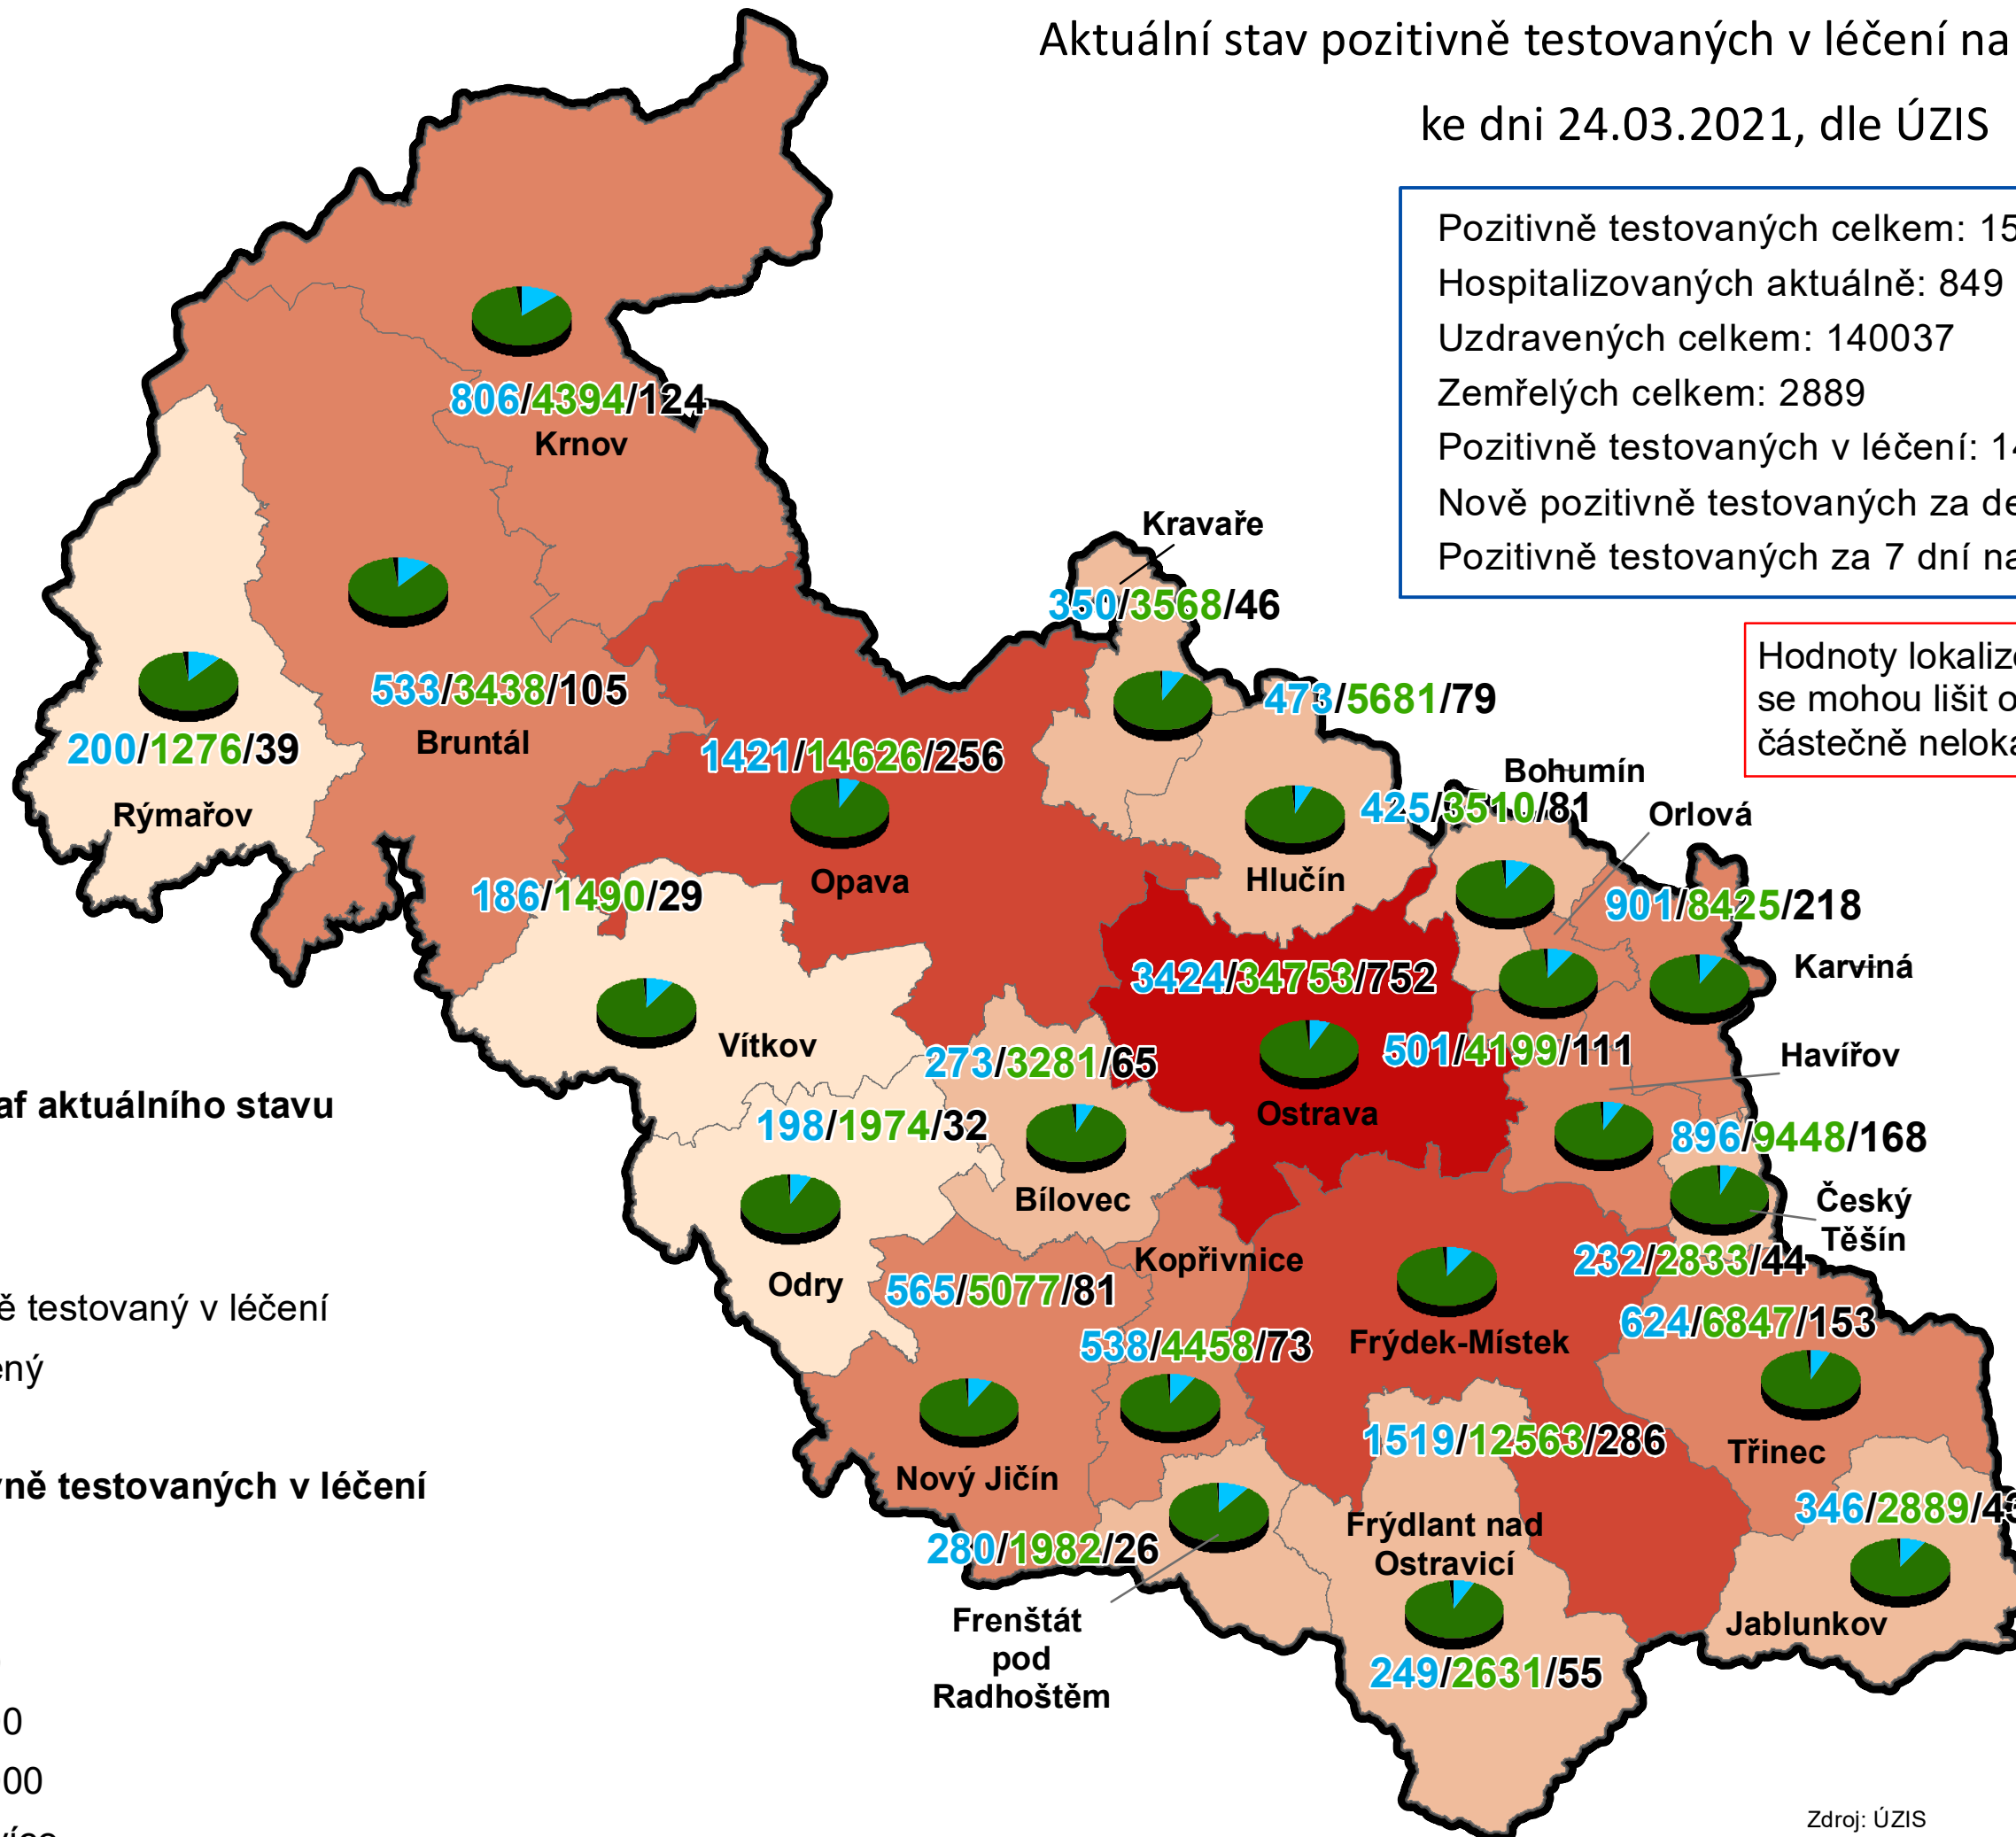 Aktuální stav pozitivně testovaných v léčení na
ke dni 24.03.2021, dle ÚZIS
Pozitivně testovaných celkem: 15
Hospitalizovaných aktuálně: 849
Uzdravených celkem: 140037
Zemřelých celkem: 2889
Pozitivně testovaných v léčení: 14
Nově pozitivně testovaných za de
Pozitivně testovaných za 7 dní na
Hodnoty lokalizo
se mohou lišit o
částečně neloka
806/4394/124
Krnov
533/3438/105
Bruntál
200/1276/39
Rýmařov
1421/14626/256
Opava
Kravaře
350/3568/46
473/5681/79
Hlučín
Bohumín
425/3510/81
Orlová
901/8425/218
Karviná
186/1490/29
Vítkov
3424/34753/752
Ostrava
501/4199/111
Havířov
273/3281/65
Bílovec
198/1974/32
Odry
896/9448/168
Český
Těšín
232/2833/44
Kopřivnice
565/5077/81
Nový Jičín
538/4458/73
Frýdek-Místek
624/6847/153
Třinec
1519/12563/286
Frýdlant nad
Ostravicí
249/2631/55
346/2889/43
Jablunkov
280/1982/26
Frenštát
pod
Radhoštěm
af aktuálního stavu
ě testovaný v léčení
ený
vně testovaných v léčení
0
00
Zdroj: ÚZIS